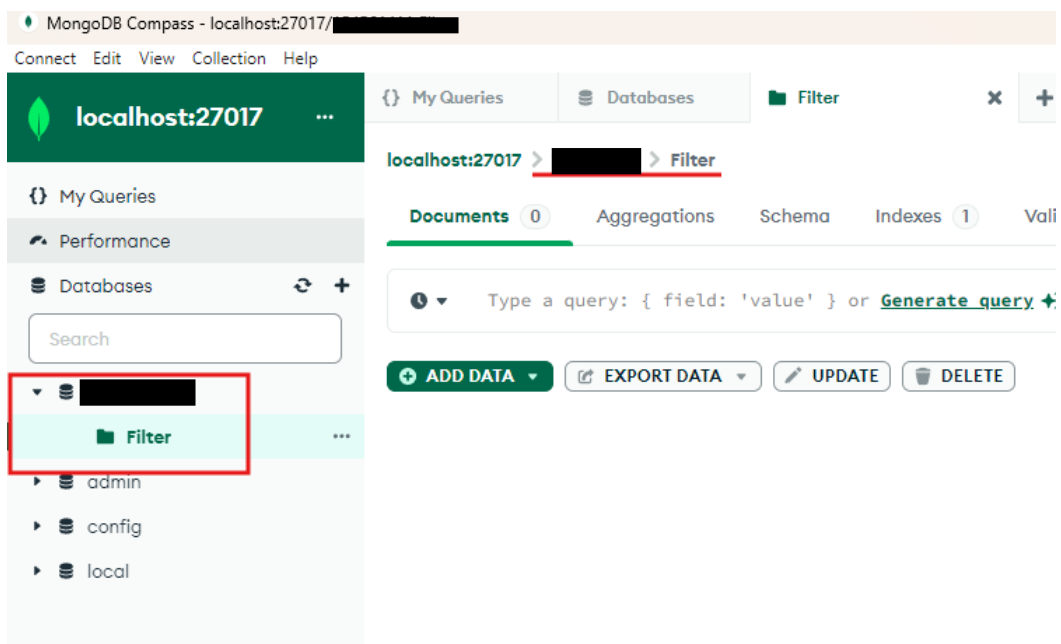 MongoDB Compass - localhost:27017/
Connect Edit View Collection Help
localhost:27017 ...
{} My Queries
Performance
Databases
Search
Filter ...
admin
config
local
{} My Queries Databases Filter
localhost:27017 > > Filter
Documents 0 Aggregations Schema Indexes 1 Vali
Type a query: { field: 'value' } or Generate query
ADD DATA EXPORT DATA UPDATE DELETE